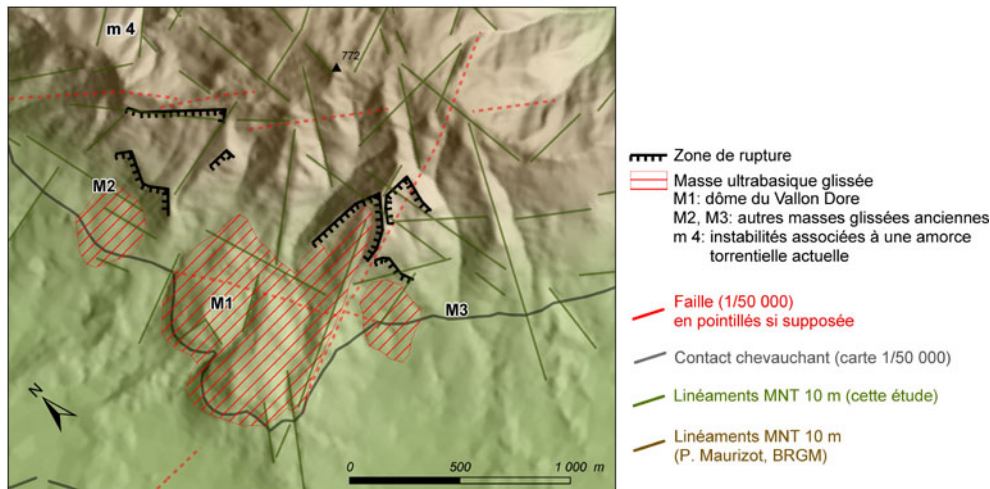 m 4
772
M2
M1
M3
N
0 500 1 000 m
Zone de rupture
Masse ultrabasique glissée
M1: dôme du Vallon Dore
M2, M3: autres masses glissées anciennes
m 4: instabilités associées à une amorce
torrentielle actuelle
Faille (1/50 000)
en pointillés si supposée
Contact chevauchant (carte 1/50 000)
Linéaments MNT 10 m (cette étude)
Linéaments MNT 10 m
(P. Maurizot, BRGM)